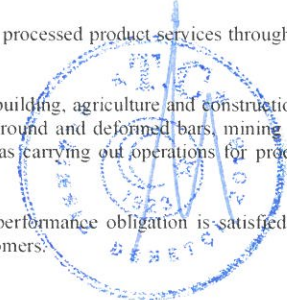 processed product services through
building, agriculture and construction
round and deformed bars, mining
as carrying out operations for
performance obligation is satisfied
omers.
T.C.